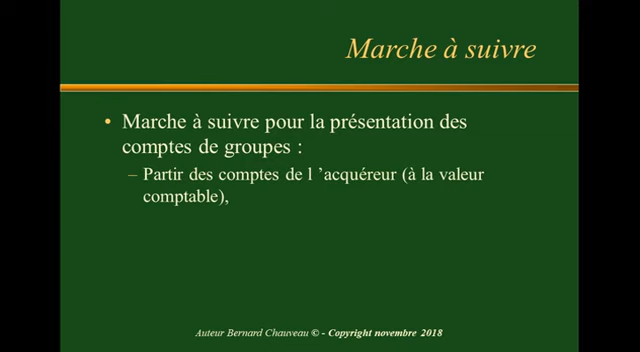 Marche à suivre
• Marche à suivre pour la présentation des
comptes de groupes :
– Partir des comptes de l ’acquéreur (à la valeur
comptable),
Auteur Bernard Chauveau © - Copyright novembre 2018